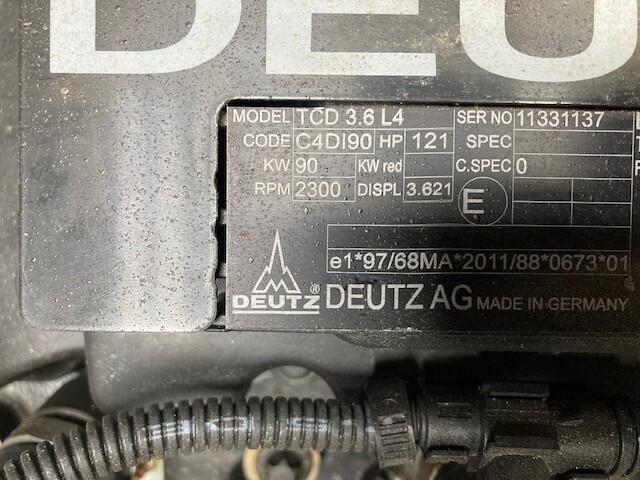 DEU
MODEL TCD 3.6 L4 SER NO 11331137
CODE C4DI90 HP 121 SPEC
KW 90 KW red C.SPEC 0
RPM 2300 DISPL 3.621 E
e1*97/68MA*2011/88*0673*01
DEUTZ ® DEUTZ AG MADE IN GERMANY